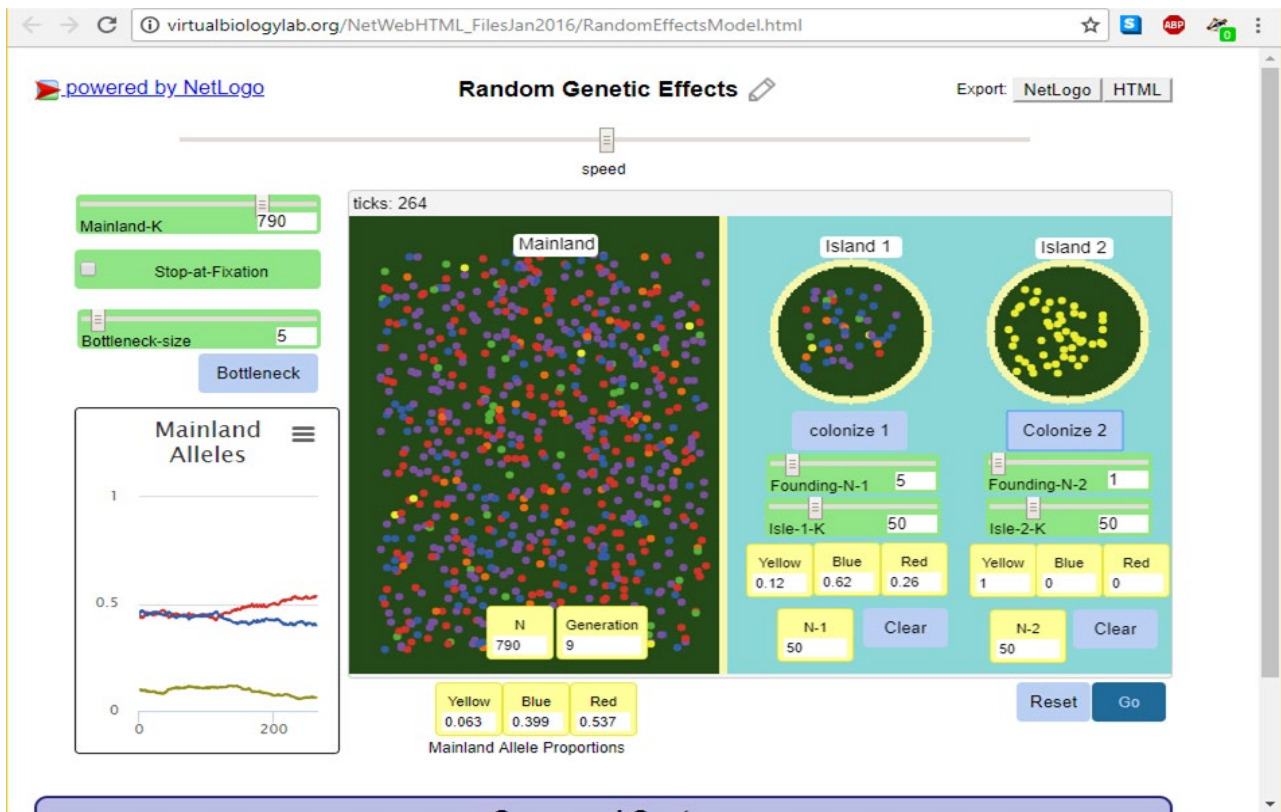 virtualbiologylab.org/NetWebHTML_FilesJan2016/RandomEffectsModel.html
S
ABP
0
powered by NetLogo
Random Genetic Effects
Export: NetLogo HTML
speed
Mainland-K 790
Stop-at-Fixation
Bottleneck-size 5
Bottleneck
Mainland
Alleles
1
0.5
0
0 200
ticks: 264
Mainland
N Generation
790 9
Yellow Blue Red
0.063 0.399 0.537
Mainland Allele Proportions
Island 1
colonize 1
Founding-N-1 5
Isle-1-K 50
Yellow Blue Red
0.12 0.62 0.26
N-1
50
Clear
Island 2
Colonize 2
Founding-N-2 1
Isle-2-K 50
Yellow Blue Red
1 0 0
N-2
50
Clear
Reset Go